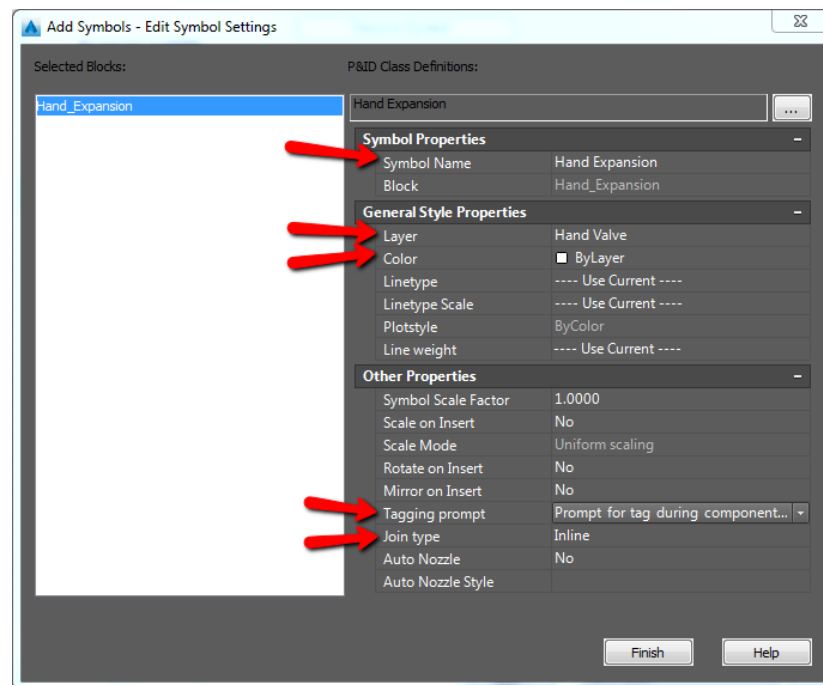 Add Symbols - Edit Symbol Settings
Selected Blocks: P&ID Class Definitions:
Hand_Expansion Hand Expansion ...
Symbol Properties
Symbol Name Hand Expansion
Block Hand_Expansion
General Style Properties
Layer Hand Valve
Color ByLayer
Linetype ---- Use Current ----
Linetype Scale ---- Use Current ----
Plotstyle ByColor
Line weight ---- Use Current ----
Other Properties
Symbol Scale Factor 1.0000
Scale on Insert No
Scale Mode Uniform scaling
Rotate on Insert No
Mirror on Insert No
Tagging prompt Prompt for tag during component...
Join type Inline
Auto Nozzle No
Auto Nozzle Style
Finish Help